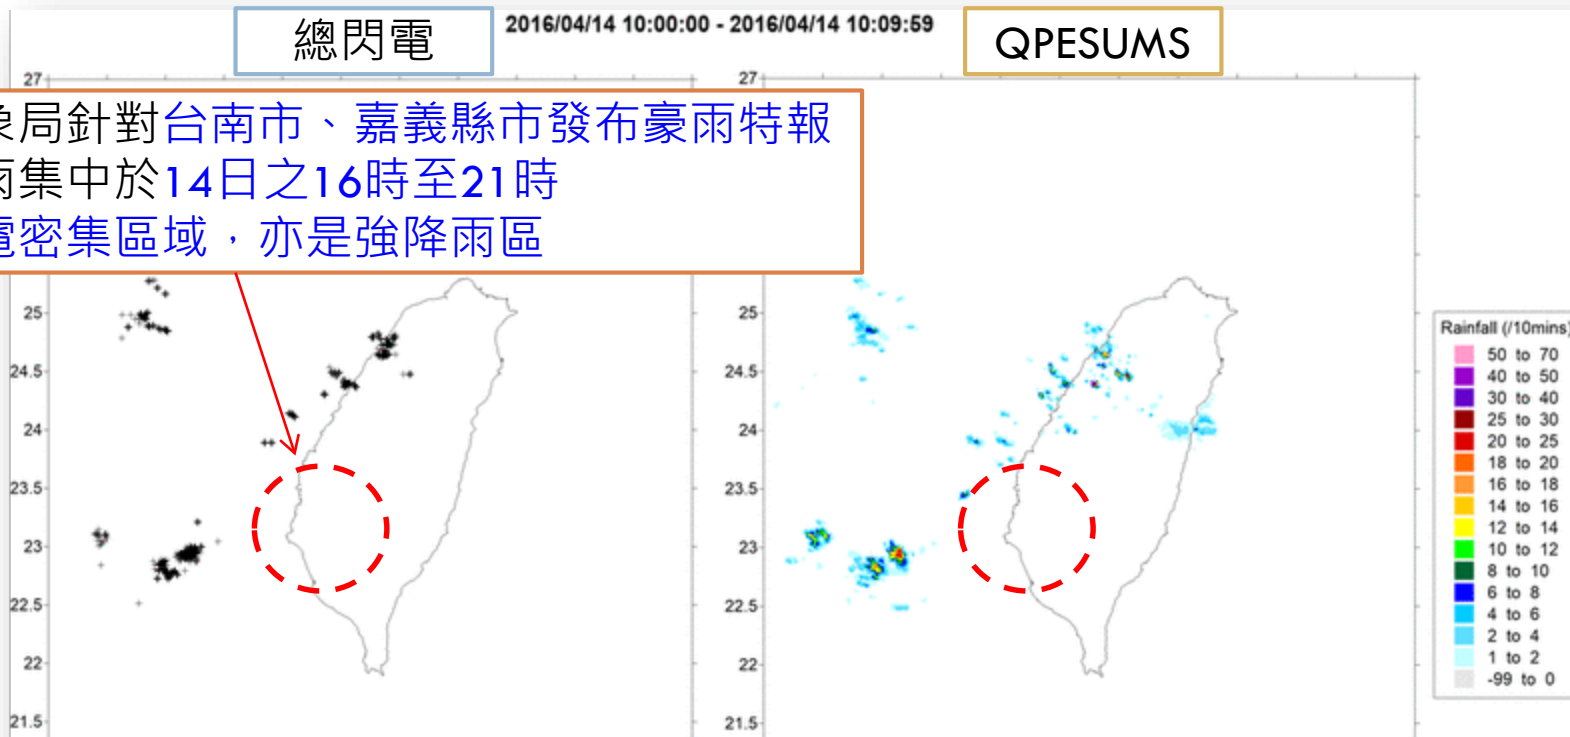 總閃電
2016/04/14 10:00:00 - 2016/04/14 10:09:59
QPESUMS
27
27
象局針對台南市、嘉義縣市發布豪雨特報
雨集中於14日之16時至21時
電密集區域，亦是強降雨區
25
24.5
24
23.5
23
22.5
22
21.5
25
24.5
24
23.5
23
22.5
22
21.5
Rainfall (/10mins)
50 to 70
40 to 50
30 to 40
25 to 30
20 to 25
18 to 20
16 to 18
14 to 16
12 to 14
10 to 12
8 to 10
6 to 8
4 to 6
2 to 4
1 to 2
-99 to 0